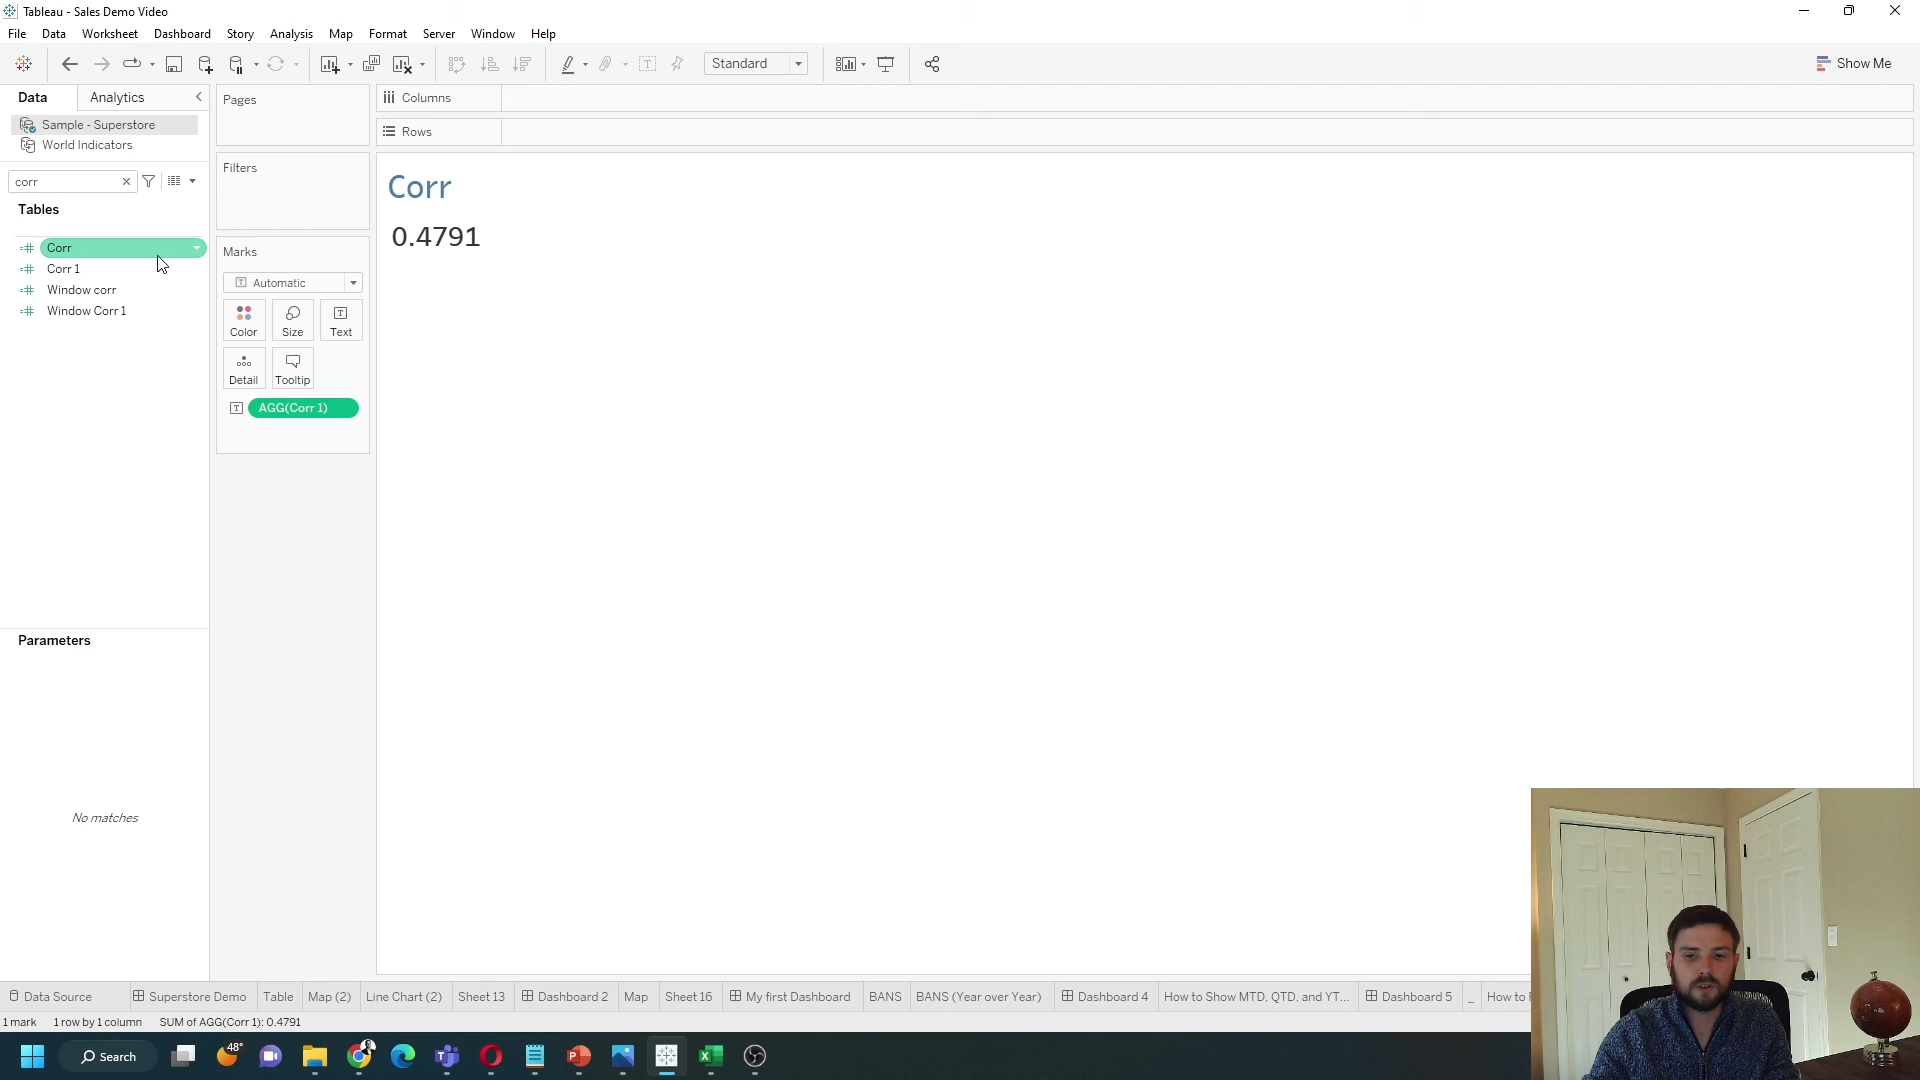 Tableau - Sales Demo Video
File Data Worksheet Dashboard Story Analysis Map Format Server Window Help
Standard
Show Me
Data Analytics
Pages
Columns
Sample - Superstore
Rows
World Indicators
Filters
corr
Corr
Tables
0.4791
Corr
Marks
Corr 1
Automatic
Window corr
Window Corr 1
Color Size Text
Detail Tooltip
AGG(Corr 1)
Parameters
No matches
Data Source Superstore Demo Table Map (2) Line Chart (2) Sheet 13 Dashboard 2 Map Sheet 16 My first Dashboard BANS BANS (Year over Year) Dashboard 4 How to Show MTD, QTD, and YT... Dashboard 5 _ How to
1 mark 1 row by 1 column SUM of AGG(Corr 1): 0.4791
Search 48°